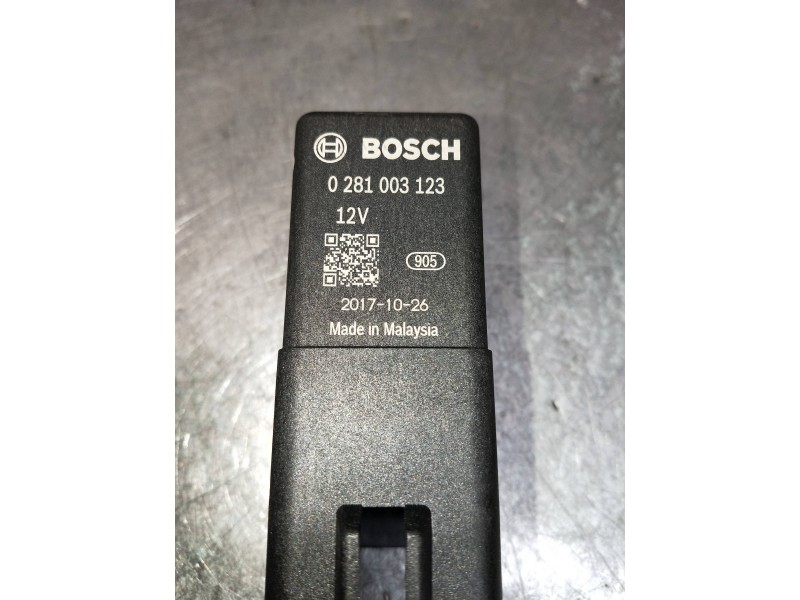 BOSCH
0 281 003 123
12V
905
2017-10-26
Made in Malaysia